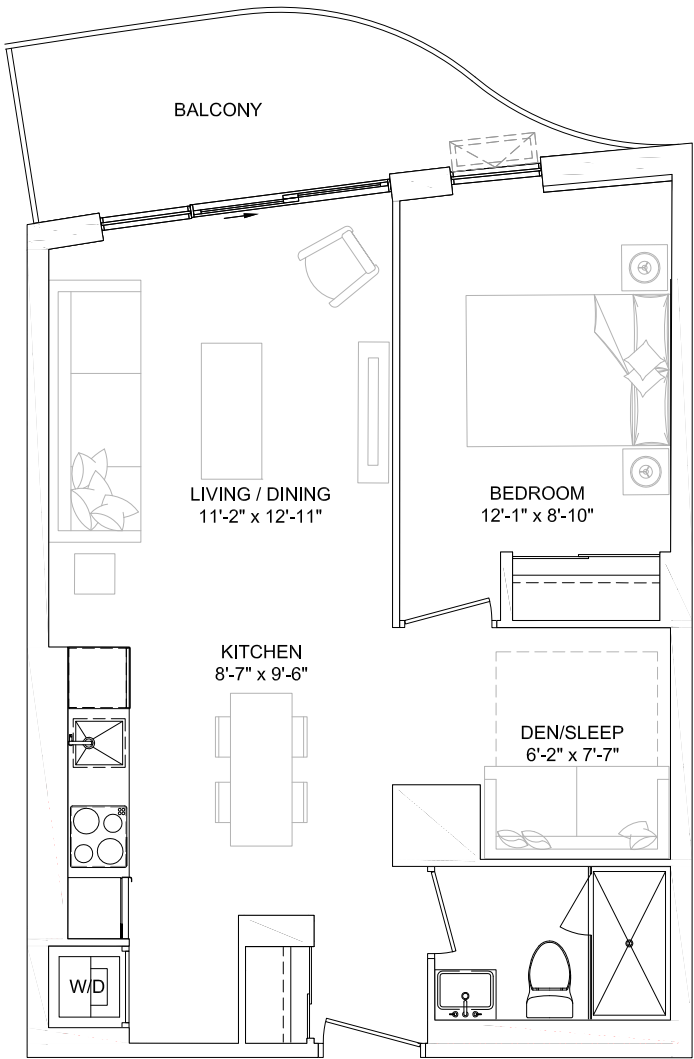 BALCONY
LIVING / DINING
11'-2" x 12'-11"
BEDROOM
12'-1" x 8'-10"
KITCHEN
8'-7" x 9'-6"
DEN/SLEEP
6'-2" x 7'-7"
W/D